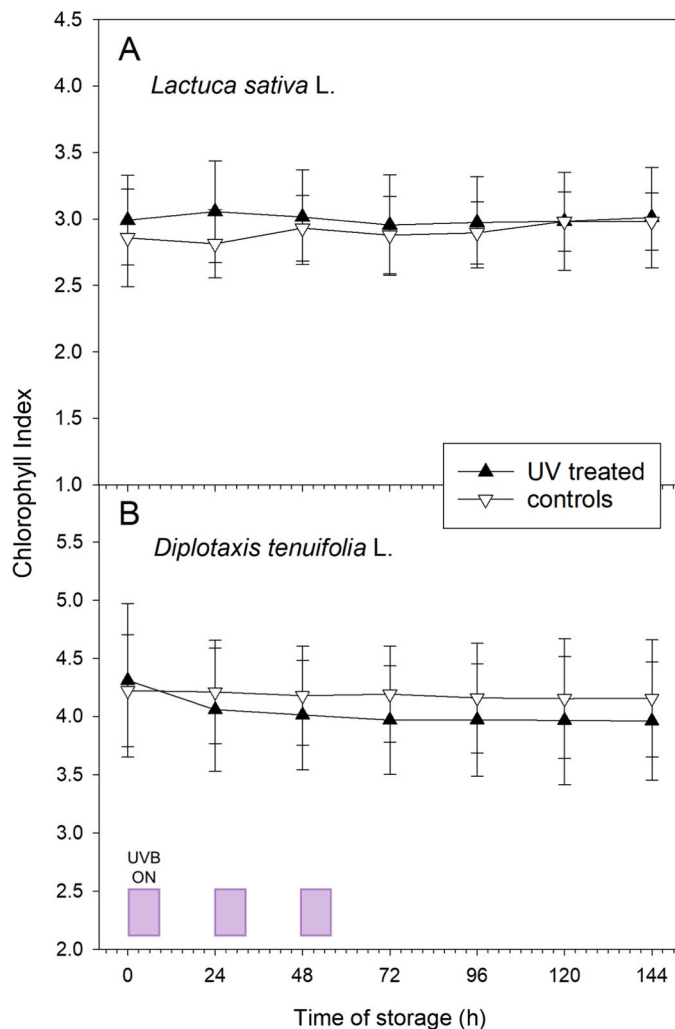 4.5
A
Lactuca sativa L.
4.0
3.5
3.0
2.5
2.0
1.5
1.0
UV treated
controls
Chlorophyll Index
B
Diplotaxis tenuifolia L.
5.5
5.0
4.5
4.0
3.5
3.0
2.5
2.0
UVB
ON
0 24 48 72 96 120 144
Time of storage (h)